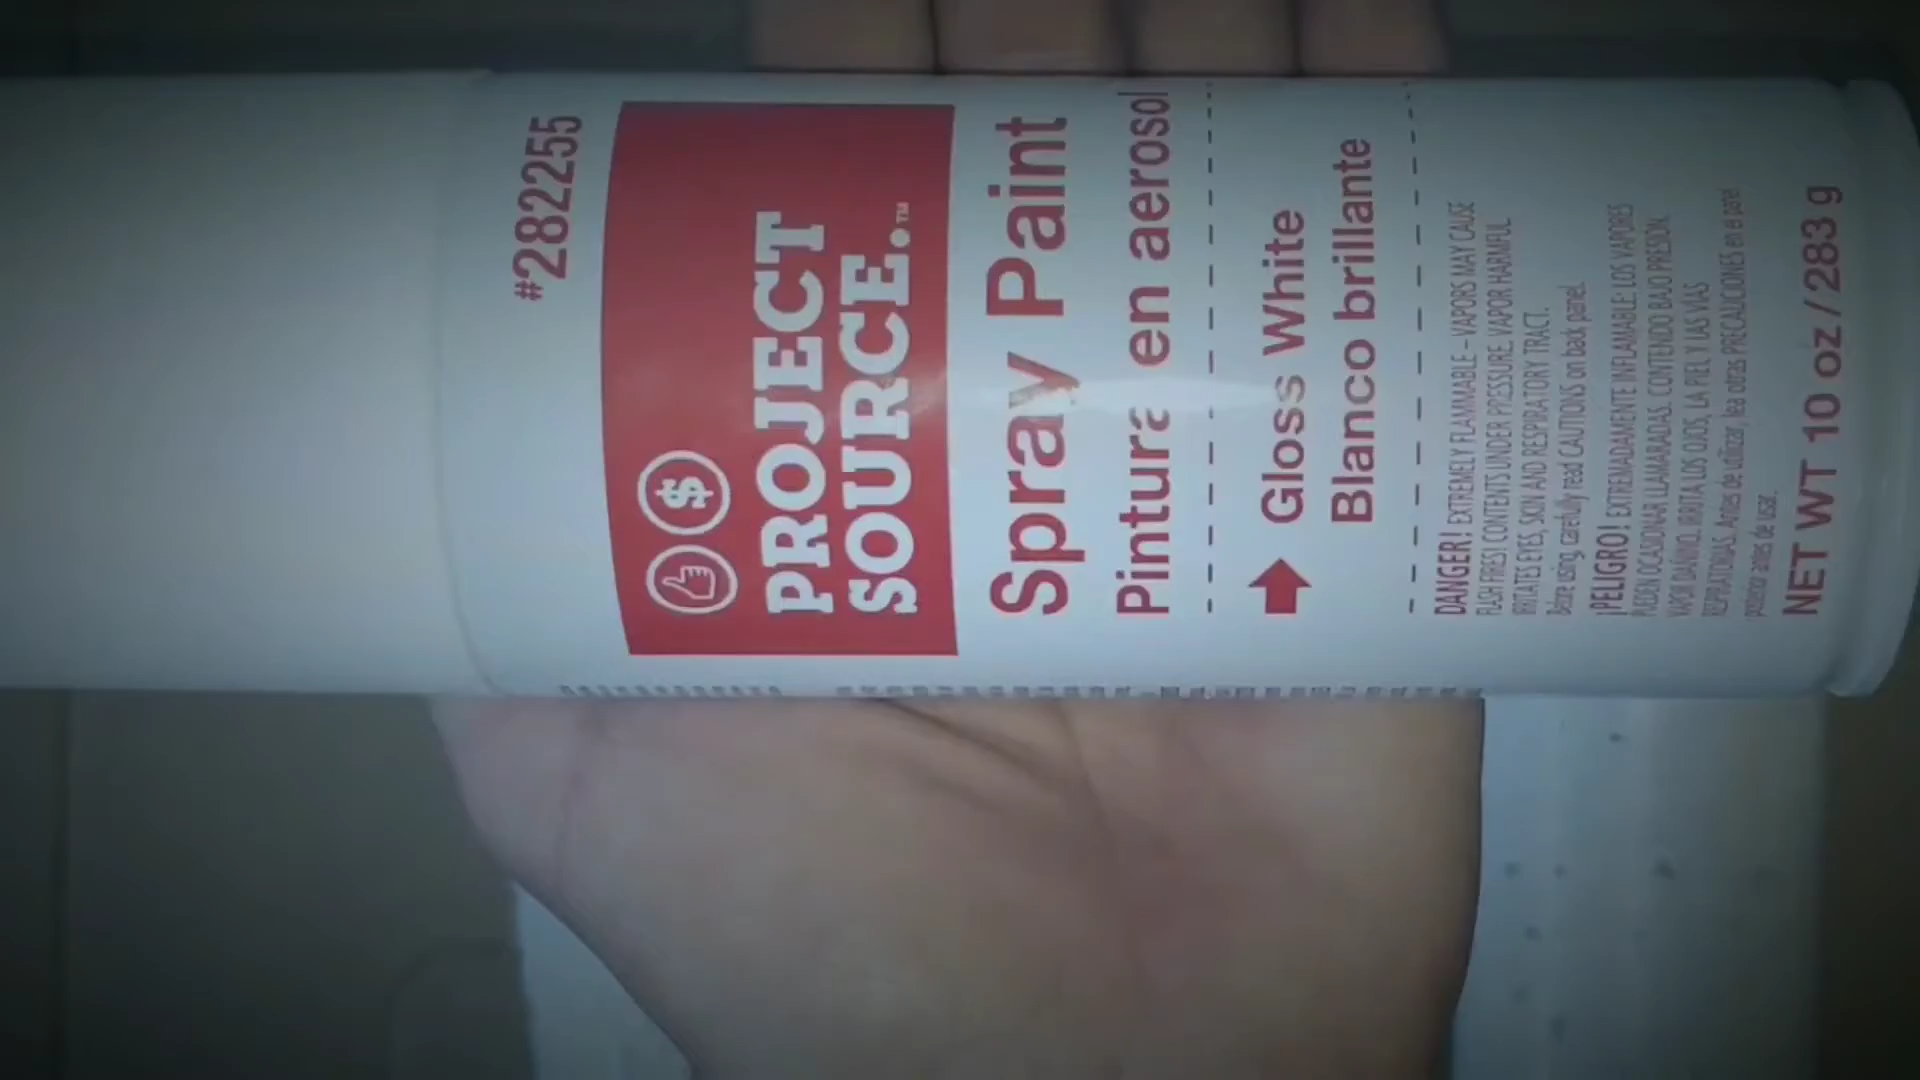 #282255
PROJECT
SOURCE.™
Spray Paint
Pintura en aerosol
Gloss White
Blanco brillante
DANGER! EXTREMELY FLAMMABLE – VAPORS MAY CAUSE
FLASH FIRES! CONTENTS UNDER PRESSURE. VAPOR HARMFUL.
IRRITATES EYES, SKIN AND RESPIRATORY TRACT.
Before using, carefully read CAUTIONS on back panel.
¡PELIGRO! EXTREMADAMENTE INFLAMABLE: LOS VAPORES
PUEDEN OCASIONAR LLAMARADAS. CONTENIDO BAJO PRESIÓN.
VAPOR DAÑINO. IRRITA LOS OJOS, LA PIEL Y LAS VÍAS
RESPIRATORIAS. Antes de utilizar, lea otras PRECAUCIONES en el panel
posterior antes de usar.
NET WT 10 oz/283 g